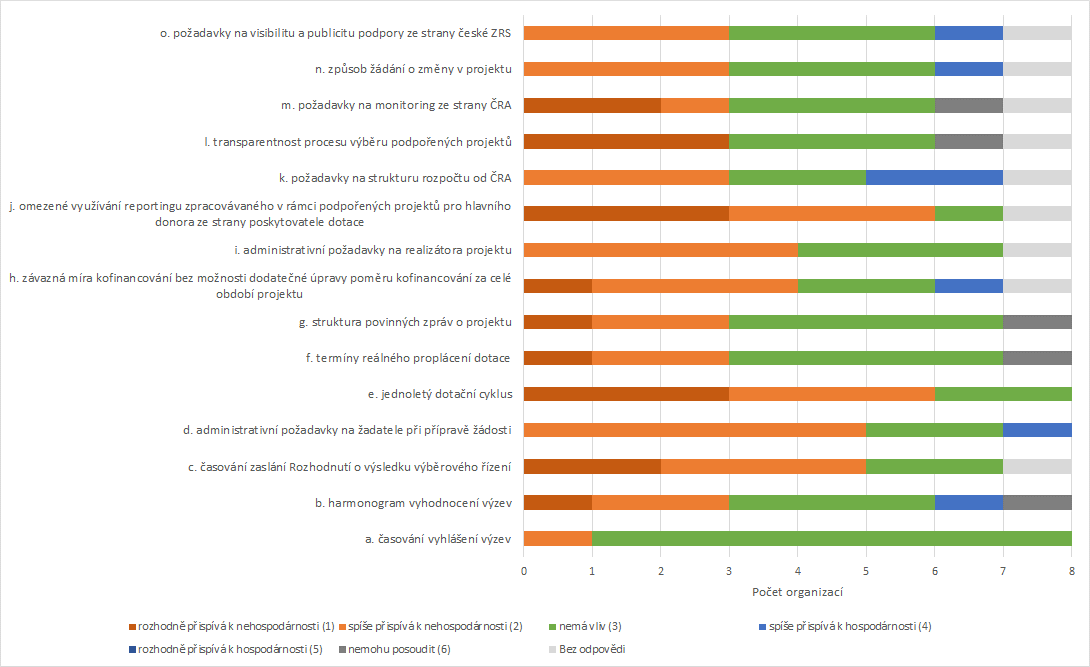 o. požadavky na visibilitu a publicitu podpory ze strany české ZRS
n. způsob žádání o změny v projektu
m. požadavky na monitoring ze strany ČRA
l. transparentnost procesu výběru podpořených projektů
k. požadavky na strukturu rozpočtu od ČRA
j. omezené využívání reportingu zpracovávaného v rámci podpořených projektů pro hlavního
donora ze strany poskytovatele dotace
i. administrativní požadavky na realizátora projektu
h. závazná míra kofinancování bez možnosti dodatečné úpravy poměru kofinancování za celé
období projektu
g. struktura povinných zpráv o projektu
f. termíny reálného proplácení dotace
e. jednoletý dotační cyklus
d. administrativní požadavky na žadatele při přípravě žádosti
c. časování zaslání Rozhodnutí o výsledku výběrového řízení
b. harmonogram vyhodnocení výzev
a. časování vyhlášení výzev
0 1 2 3 4 5 6 7 8
Počet organizací
rozhodně přispívá k nehospodárnosti (1) spíše přispívá k nehospodárnosti (2) nemá vliv (3) spíše přispívá k hospodárnosti (4)
rozhodně přispívá k hospodárnosti (5) nemohu posoudit (6) Bez odpovědi